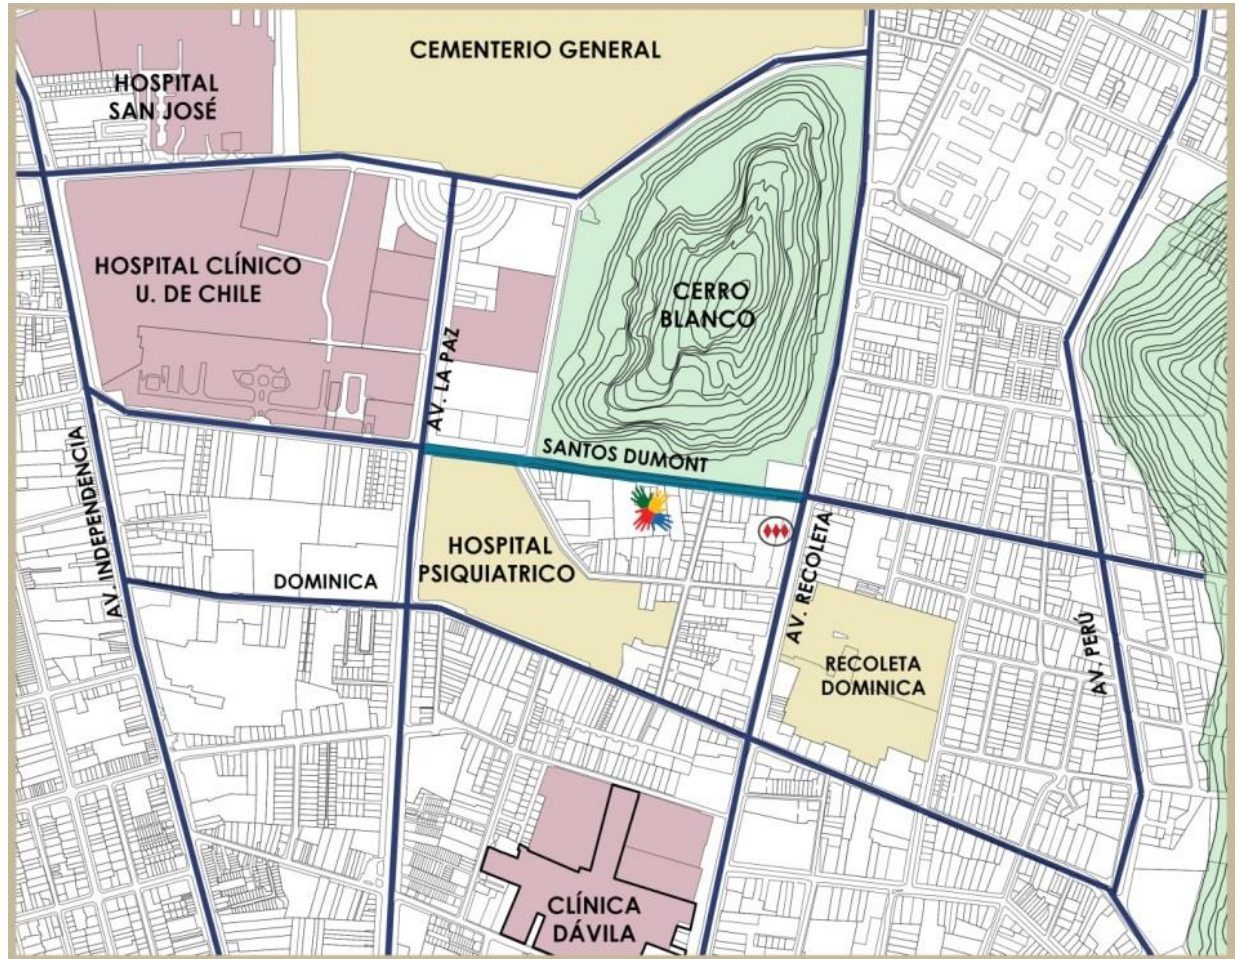 CEMENTERIO GENERAL
HOSPITAL
SAN JOSÉ
HOSPITAL CLÍNICO
U. DE CHILE
CERRO
BLANCO
AV. LA PAZ
SANTOS DUMONT
AV. INDEPENDENCIA
HOSPITAL
PSIQUIATRICO
DOMINICA
AV. RECOLETA
RECOLETA
DOMINICA
AV. PERÚ
CLÍNICA
DÁVILA